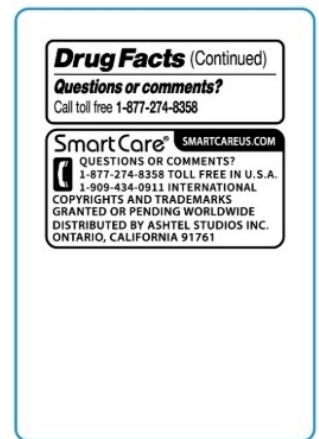 Drug Facts (Continued)
Questions or comments?
Call toll free 1-877-274-8358
SmartCare® SMARTCAREUS.COM
QUESTIONS OR COMMENTS?
1-877-274-8358 TOLL FREE IN U.S.A.
1-909-434-0911 INTERNATIONAL
COPYRIGHTS AND TRADEMARKS
GRANTED OR PENDING WORLDWIDE
DISTRIBUTED BY ASHTEL STUDIOS INC.
ONTARIO, CALIFORNIA 91761